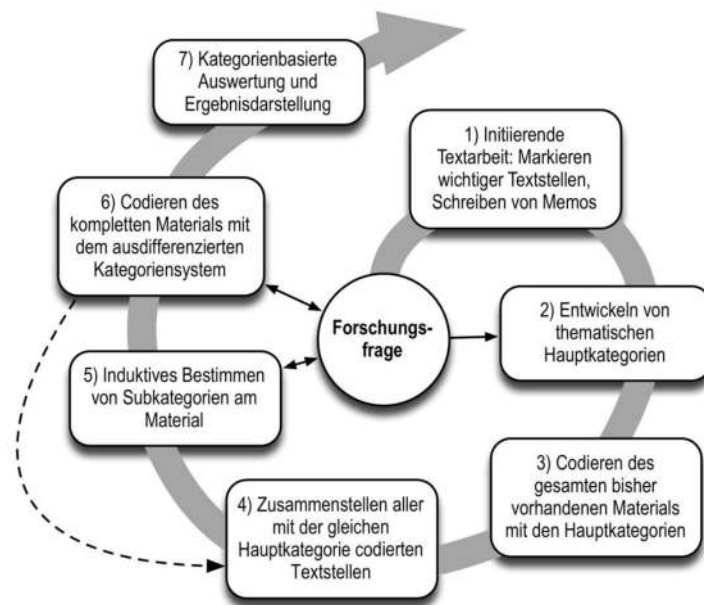 7) Kategorienbasierte
Auswertung und
Ergebnisdarstellung
1) Initiierende
Textarbeit: Markieren
wichtiger Textstellen,
Schreiben von Memos
6) Codieren des
kompletten Materials mit
dem ausdifferenzierten
Kategoriensystem
Forschungs-
frage
2) Entwickeln von
thematischen
Hauptkategorien
5) Induktives Bestimmen
von Subkategorien am
Material
3) Codieren des
gesamten bisher
vorhandenen Materials
mit den Hauptkategorien
4) Zusammenstellen aller
mit der gleichen
Hauptkategorie codierten
Textstellen